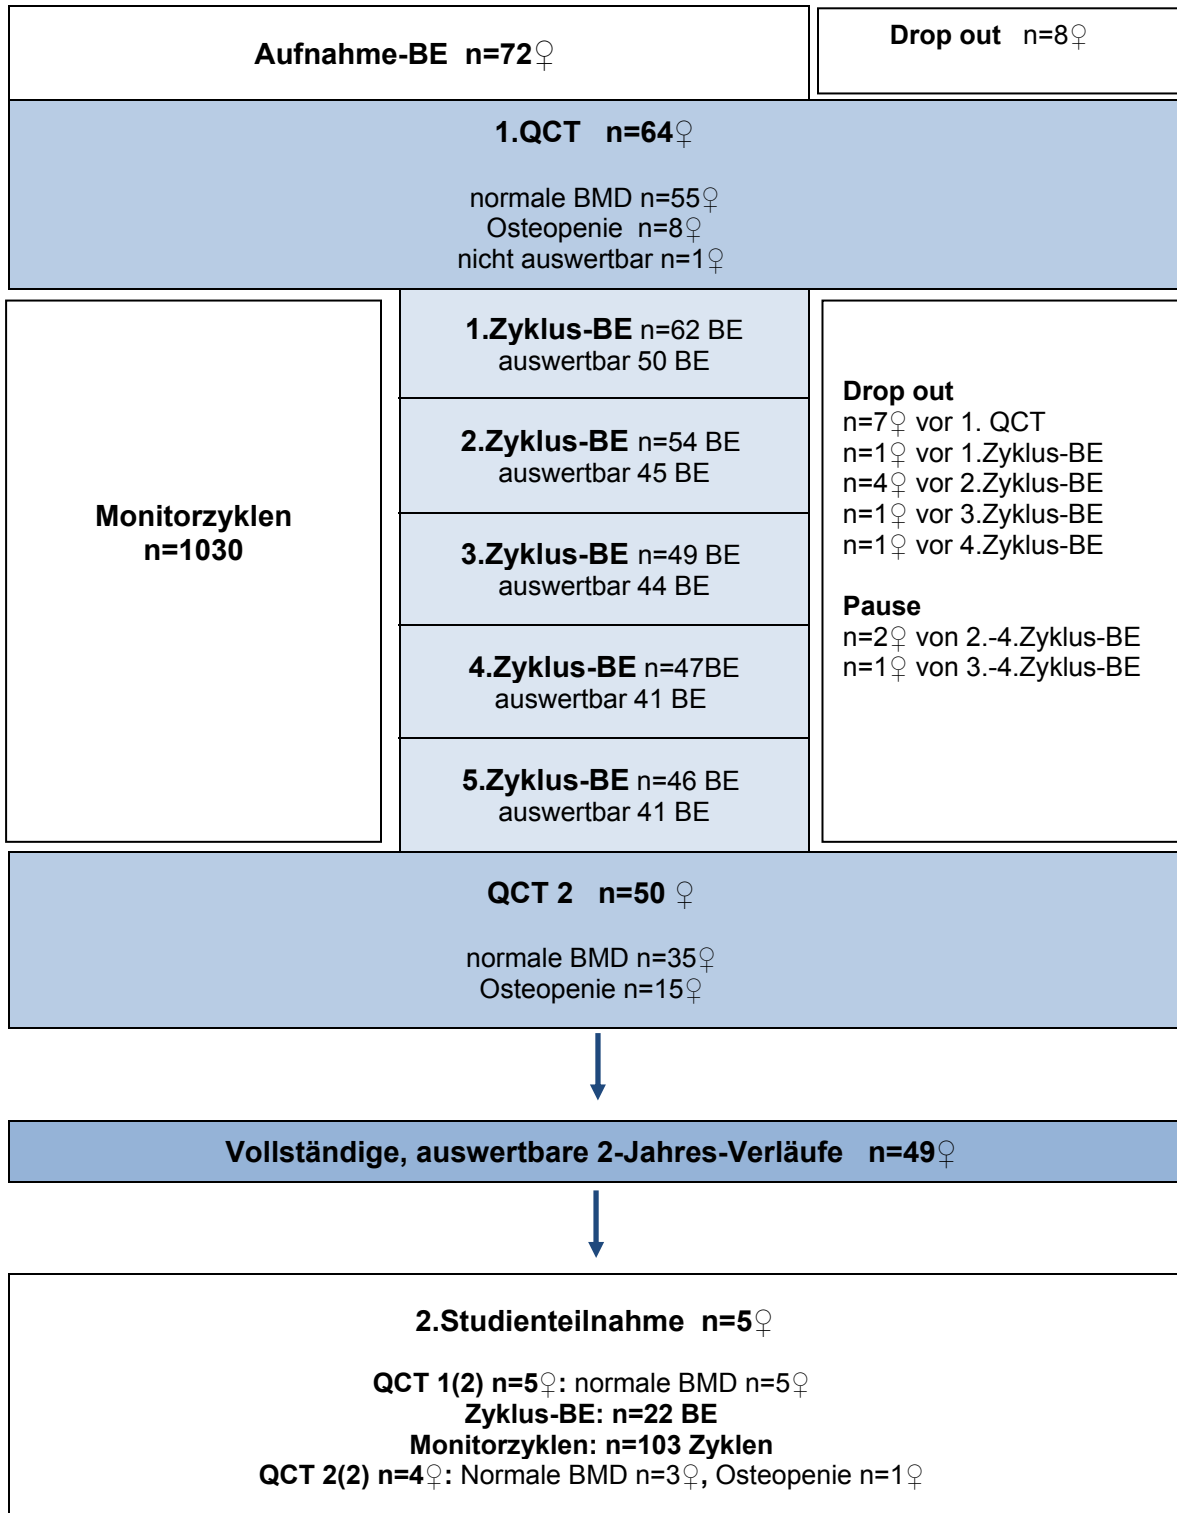 Aufnahme-BE n=72♀
Drop out n=8♀
1.QCT n=64♀
normale BMD n=55♀
Osteopenie n=8♀
nicht auswertbar n=1♀
Monitorzyklen
n=1030
1.Zyklus-BE n=62 BE
auswertbar 50 BE
2.Zyklus-BE n=54 BE
auswertbar 45 BE
3.Zyklus-BE n=49 BE
auswertbar 44 BE
4.Zyklus-BE n=47BE
auswertbar 41 BE
5.Zyklus-BE n=46 BE
auswertbar 41 BE
Drop out
n=7♀ vor 1. QCT
n=1♀ vor 1.Zyklus-BE
n=4♀ vor 2.Zyklus-BE
n=1♀ vor 3.Zyklus-BE
n=1♀ vor 4.Zyklus-BE
Pause
n=2♀ von 2.-4.Zyklus-BE
n=1♀ von 3.-4.Zyklus-BE
QCT 2 n=50 ♀
normale BMD n=35♀
Osteopenie n=15♀
Vollständige, auswertbare 2-Jahres-Verläufe n=49♀
2.Studienteilnahme n=5♀
QCT 1(2) n=5♀: normale BMD n=5♀
Zyklus-BE: n=22 BE
Monitorzyklen: n=103 Zyklen
QCT 2(2) n=4♀: Normale BMD n=3♀, Osteopenie n=1♀